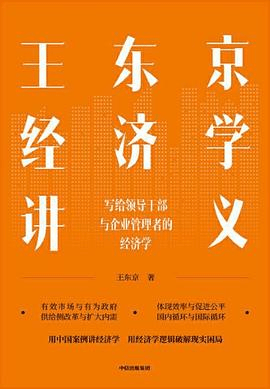 王东京
经济学
讲义
写给领导干部
与企业管理者的
经济学
王东京 著
有效市场与有为政府
供给侧改革与扩大内需
体现效率与促进公平
国内循环与国际循环
用中国案例讲经济学 用经济学逻辑破解现实困局
中信出版集团